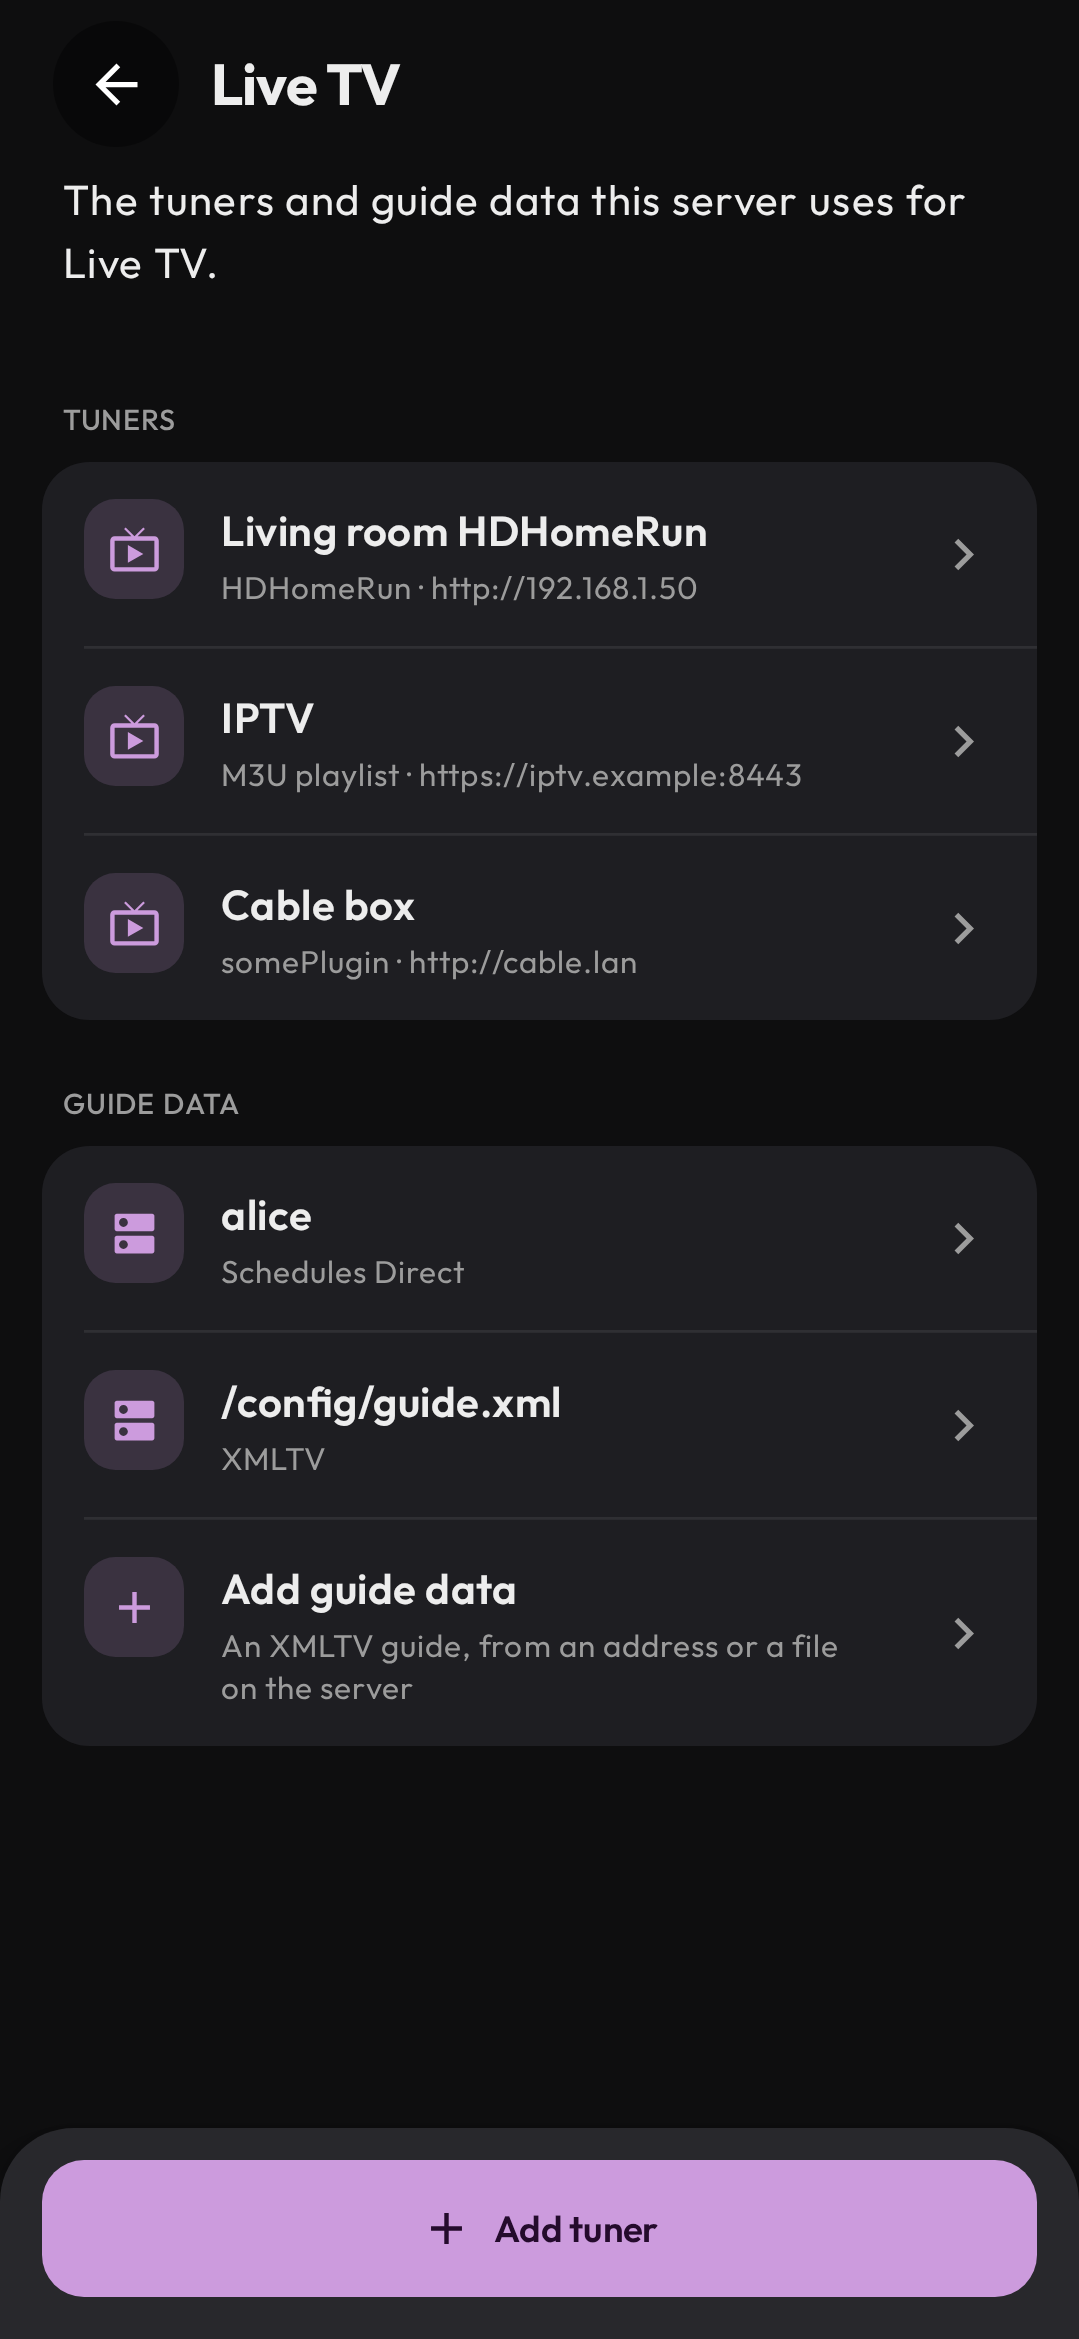 Live TV
The tuners and guide data this server uses for
Live TV.
TUNERS
Living room HDHomeRun
HDHomeRun · http://192.168.1.50
IPTV
M3U playlist · https://iptv.example:8443
Cable box
somePlugin · http://cable.lan
GUIDE DATA
alice
Schedules Direct
/config/guide.xml
XMLTV
Add guide data
An XMLTV guide, from an address or a file
on the server
Add tuner